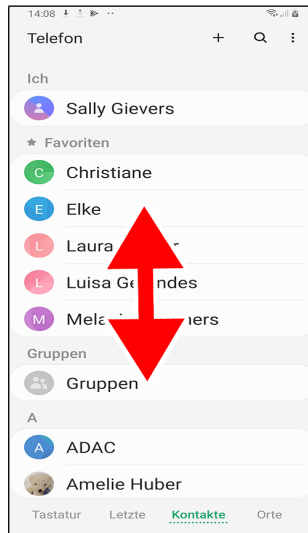 14:08
Telefon
Ich
Sally Gievers
Favoriten
C Christiane
E Elke
L Laura
L Luisa
M
Gruppen
Gruppen
A
A ADAC
Amelie Huber
Tastatur Letzte Kontakte Orte